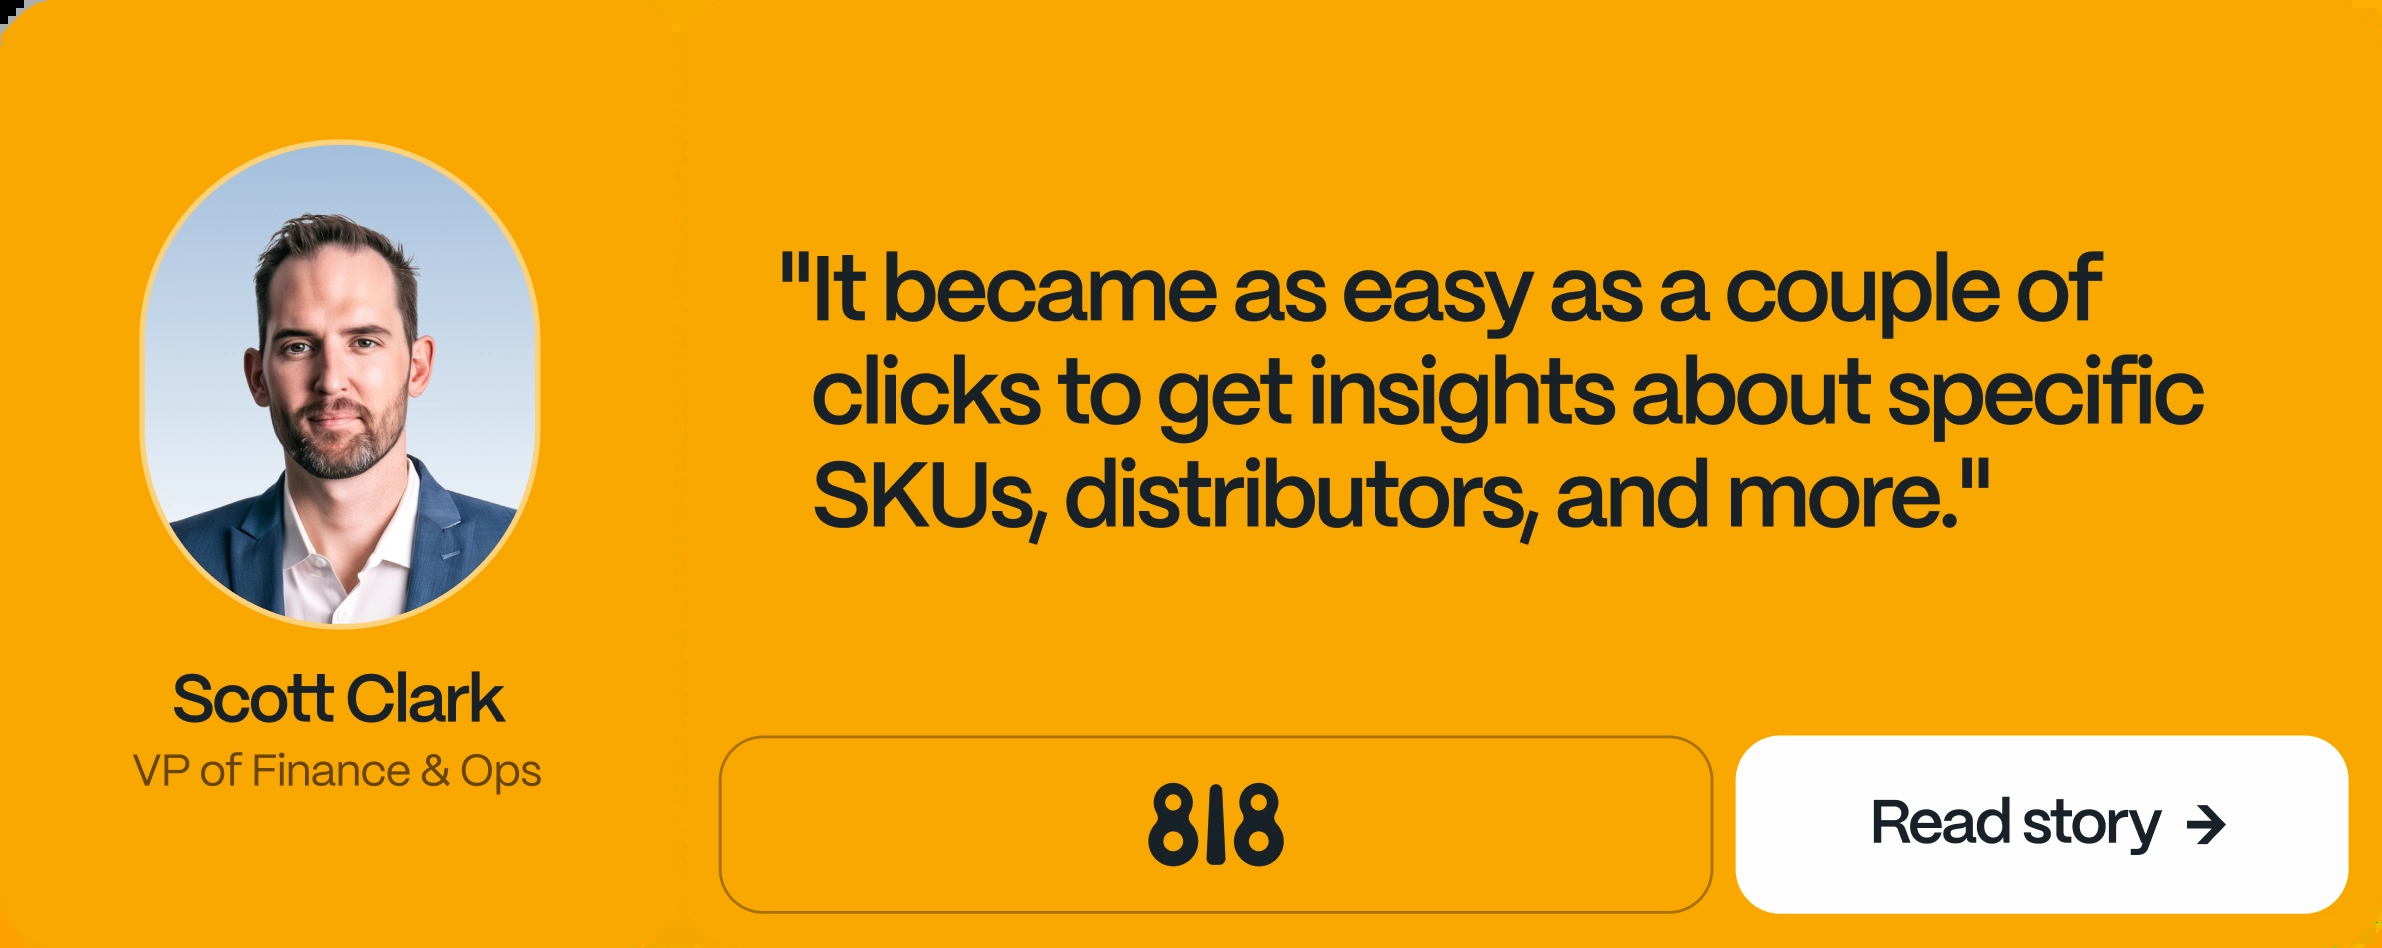 Scott Clark
VP of Finance & Ops
"It became as easy as a couple of
clicks to get insights about specific
SKUs, distributors, and more."
818
Read story →